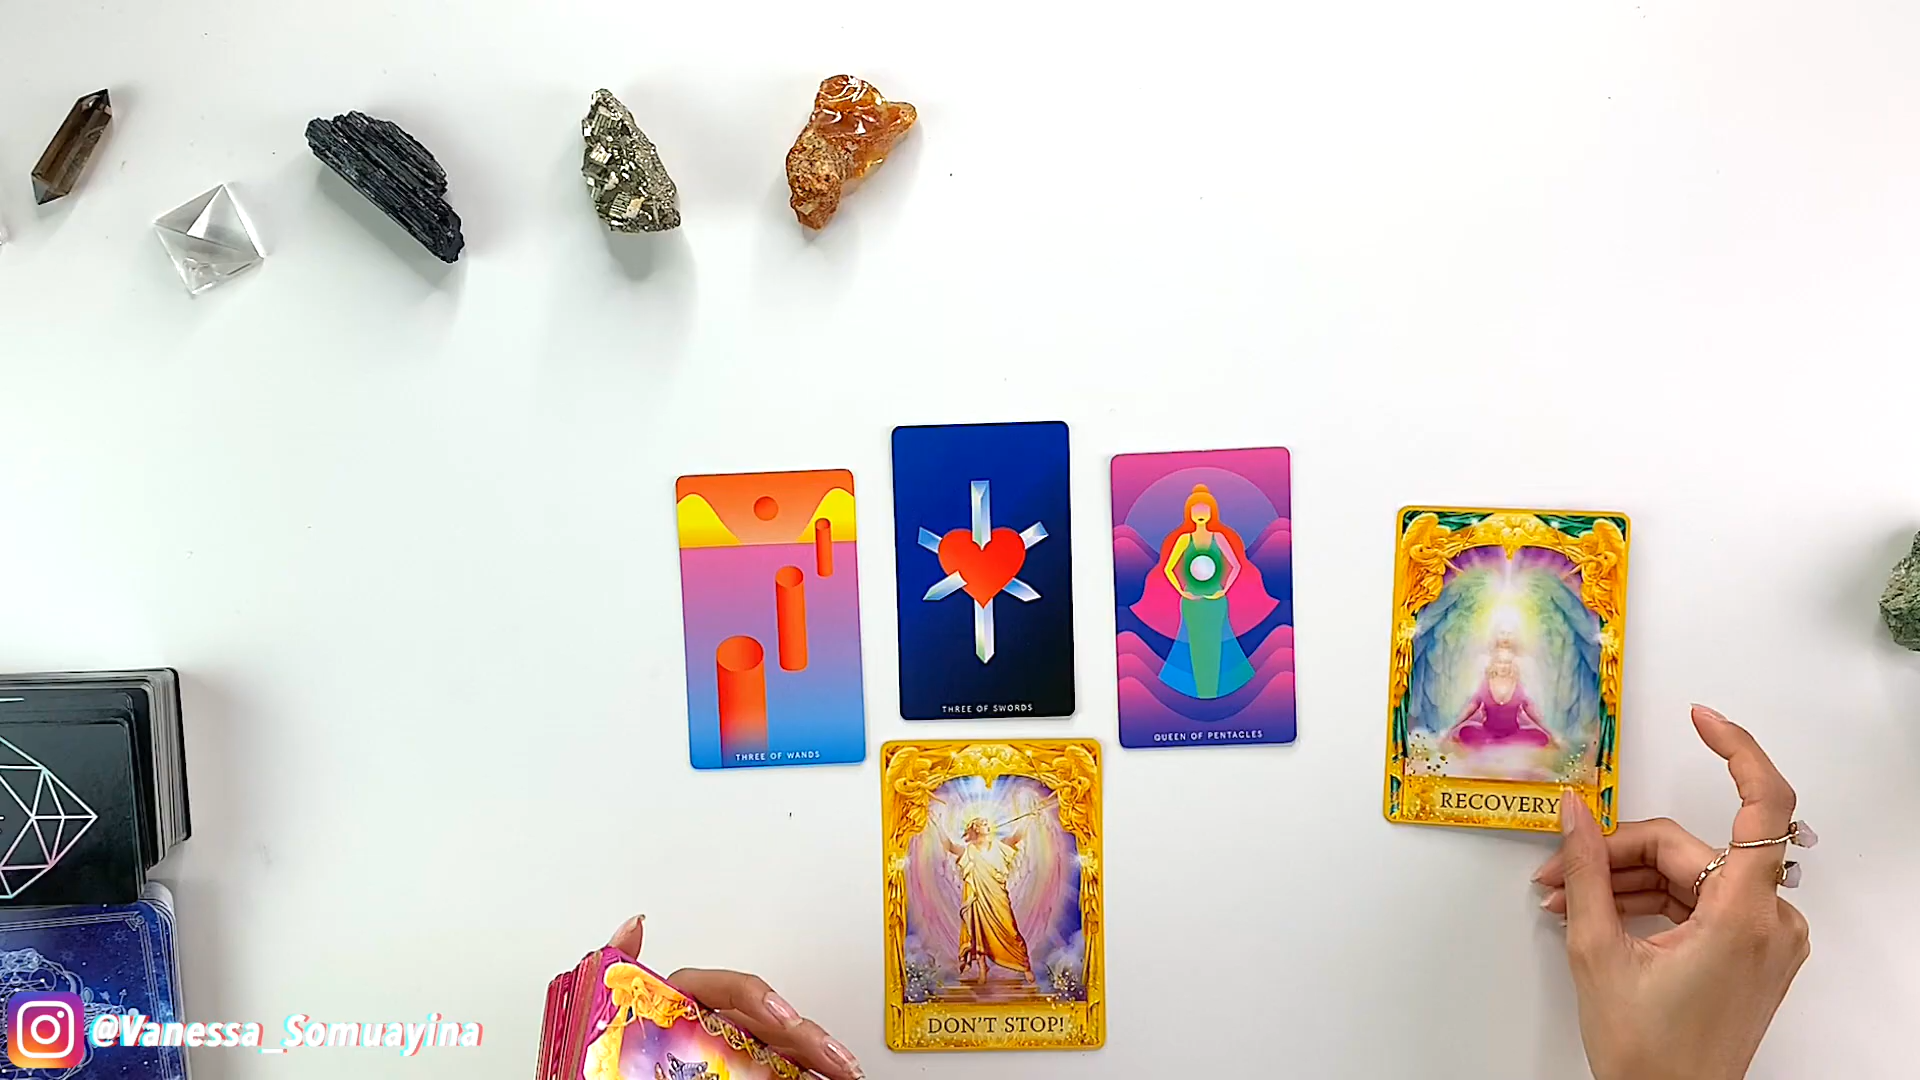 THREE OF WANDS
THREE OF SWORDS
QUEEN OF PENTACLES
RECOVERY
DON'T STOP!
@Vanessa_Somuayina